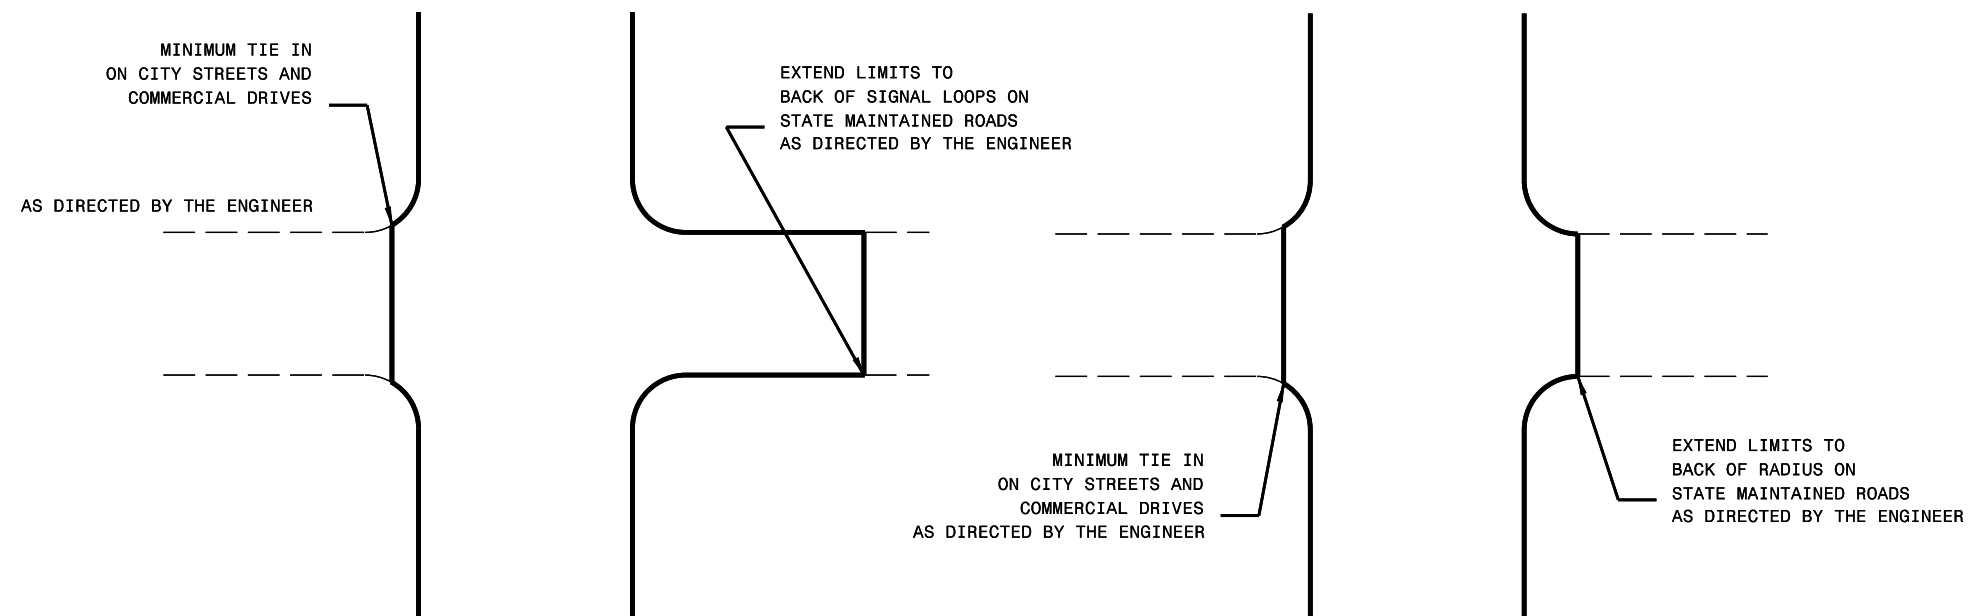 MINIMUM TIE IN
ON CITY STREETS AND
COMMERCIAL DRIVES
AS DIRECTED BY THE ENGINEER
EXTEND LIMITS TO
BACK OF SIGNAL LOOPS ON
STATE MAINTAINED ROADS
AS DIRECTED BY THE ENGINEER
MINIMUM TIE IN
ON CITY STREETS AND
COMMERCIAL DRIVES
AS DIRECTED BY THE ENGINEER
EXTEND LIMITS TO
BACK OF RADIUS ON
STATE MAINTAINED ROADS
AS DIRECTED BY THE ENGINEER